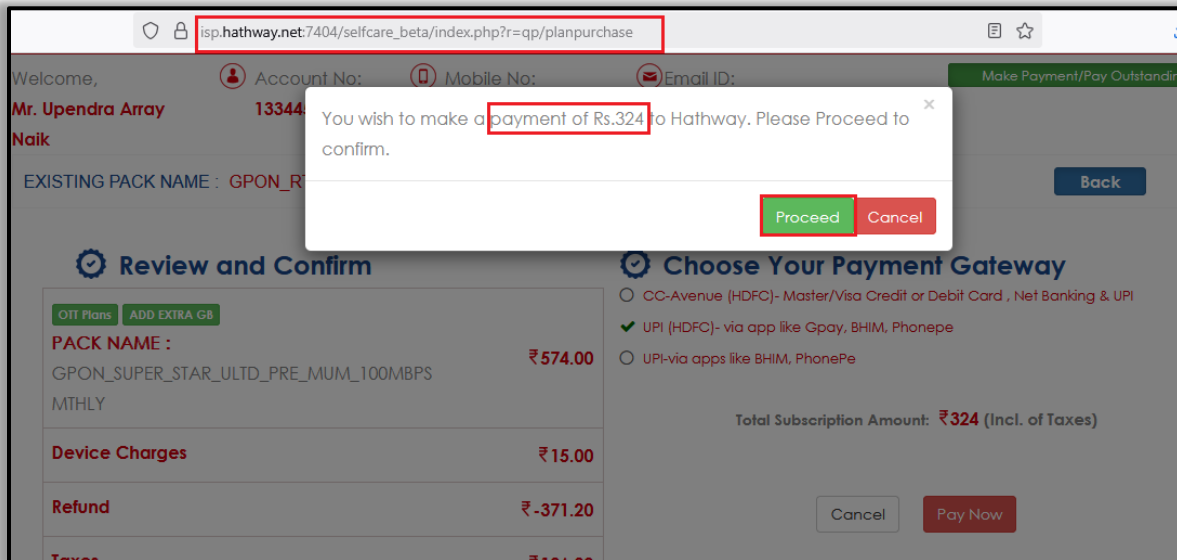 isp.hathway.net:7404/selfcare_beta/index.php?r=qp/planpurchase
Welcome,
Mr. Upendra Array
Naik
Account No:
13344
Mobile No:
Email ID:
Make Payment/Pay
You wish to make a payment of Rs.324 to Hathway. Please Proceed to
confirm.
×
Proceed Cancel
EXISTING PACK NAME : GPON_R
Back
Review and Confirm
OTT Plans ADD EXTRA GB
PACK NAME :
GPON_SUPER_STAR_ULTD_PRE_MUM_100MBPS
MTHLY
₹574.00
Device Charges ₹15.00
Refund ₹-371.20
Choose Your Payment Gateway
CC-Avenue (HDFC)- Master/Visa Credit or Debit Card , Net Banking & UPI
UPI (HDFC)- via app like Gpay, BHIM, Phonepe
UPI-via apps like BHIM, PhonePe
Total Subscription Amount: ₹324 (Incl. of Taxes)
Cancel Pay Now